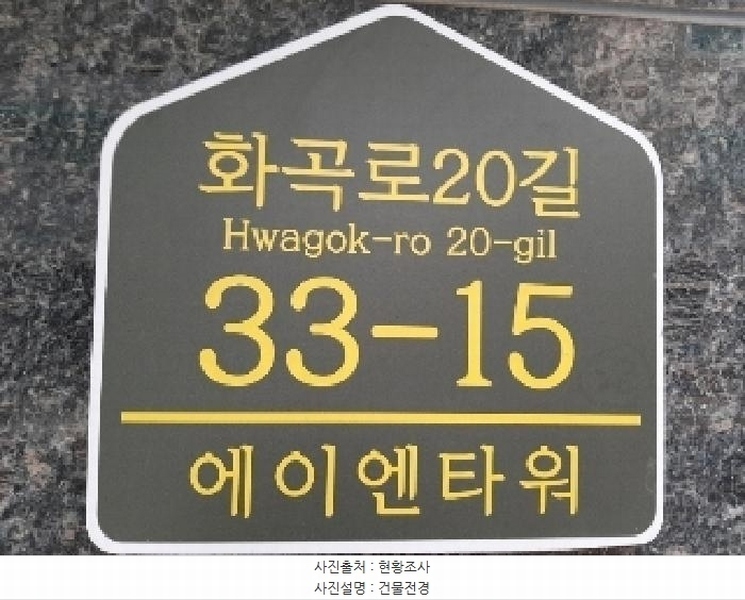 화곡로20길
Hwagok-ro 20-gil
33-15
에이엔타워
사진출처 : 현황조사
사진설명 : 건물전경